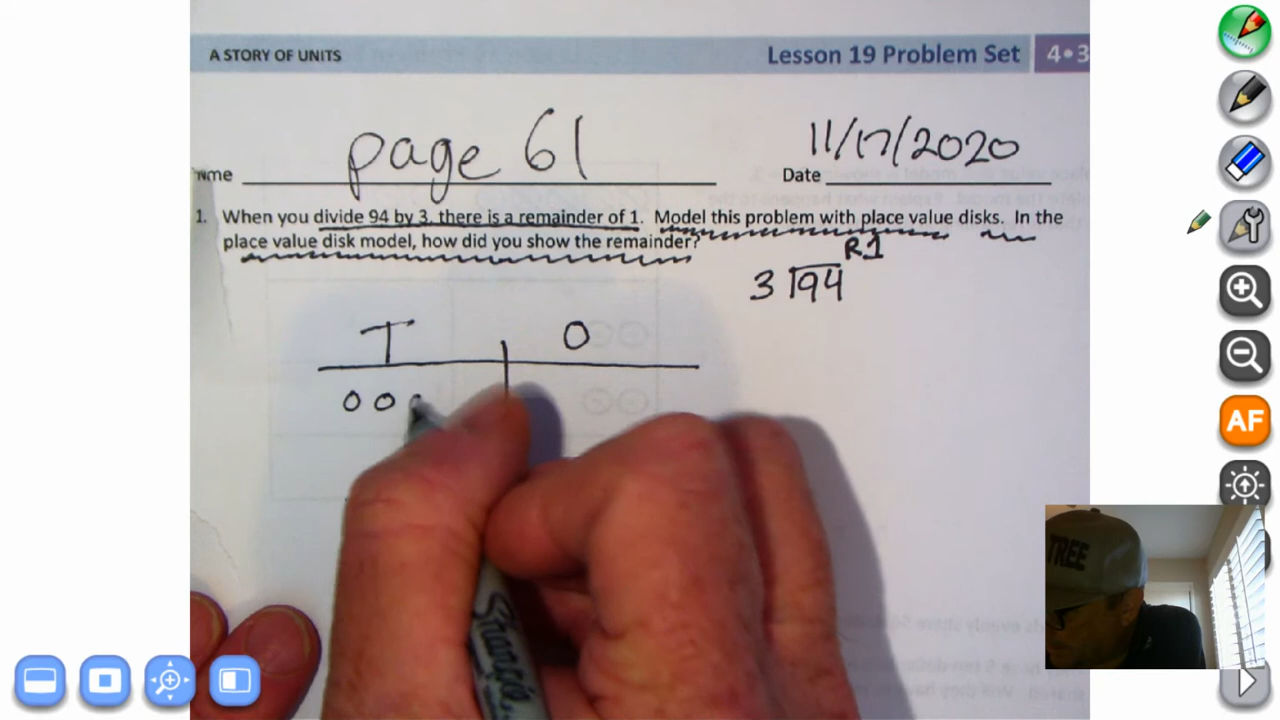 A STORY OF UNITS
Lesson 19 Problem Set 4•3
page 61
11/17/2020
Date
1. When you divide 94 by 3, there is a remainder of 1. Model this problem with place value disks. In the
place value disk model, how did you show the remainder?
R1
3 94
T O
O O
AF
TREE